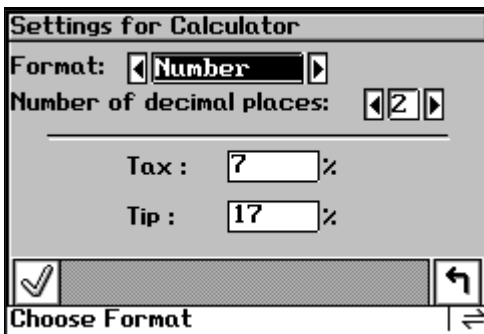 Settings for Calculator
Format: Number
Number of decimal places: 2
Tax : 7 %
Tip : 17 %
Choose Format